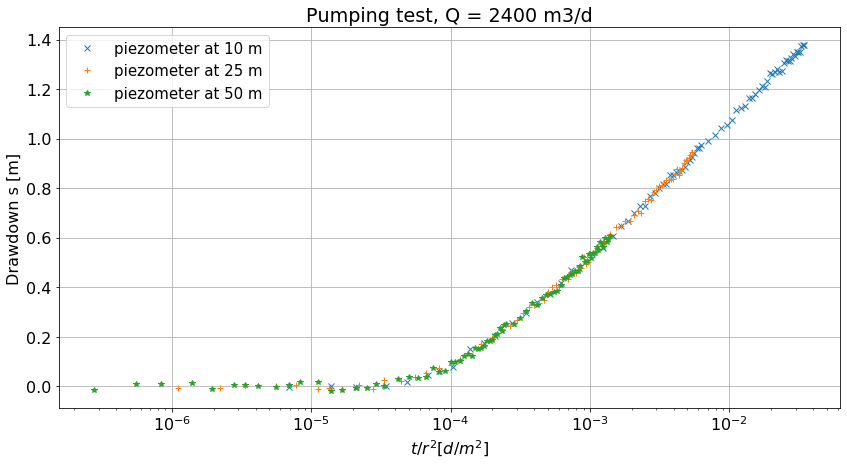 Pumping test, Q = 2400 m3/d
piezometer at 10 m
piezometer at 25 m
piezometer at 50 m
Drawdown s [m]
1.4
1.2
1.0
0.8
0.6
0.4
0.2
0.0
10⁻⁶ 10⁻⁵ 10⁻⁴ 10⁻³ 10⁻²
t/r²[d/m²]